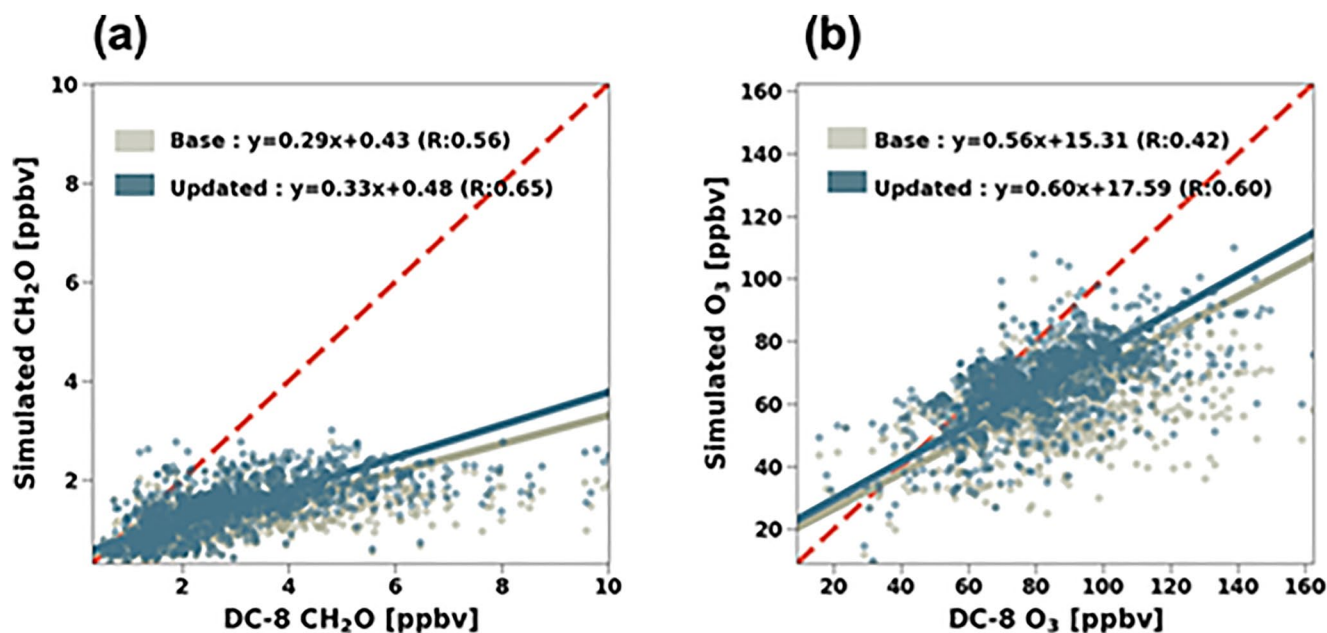 (a)
10
8
6
4
2
Simulated CH₂O [ppbv]
Base : y=0.29x+0.43 (R:0.56)
Updated : y=0.33x+0.48 (R:0.65)
2 4 6 8 10
DC-8 CH₂O [ppbv]
(b)
160
140
120
100
80
60
40
20
Simulated O₃ [ppbv]
Base : y=0.56x+15.31 (R:0.42)
Updated : y=0.60x+17.59 (R:0.60)
20 40 60 80 100 120 140 160
DC-8 O₃ [ppbv]